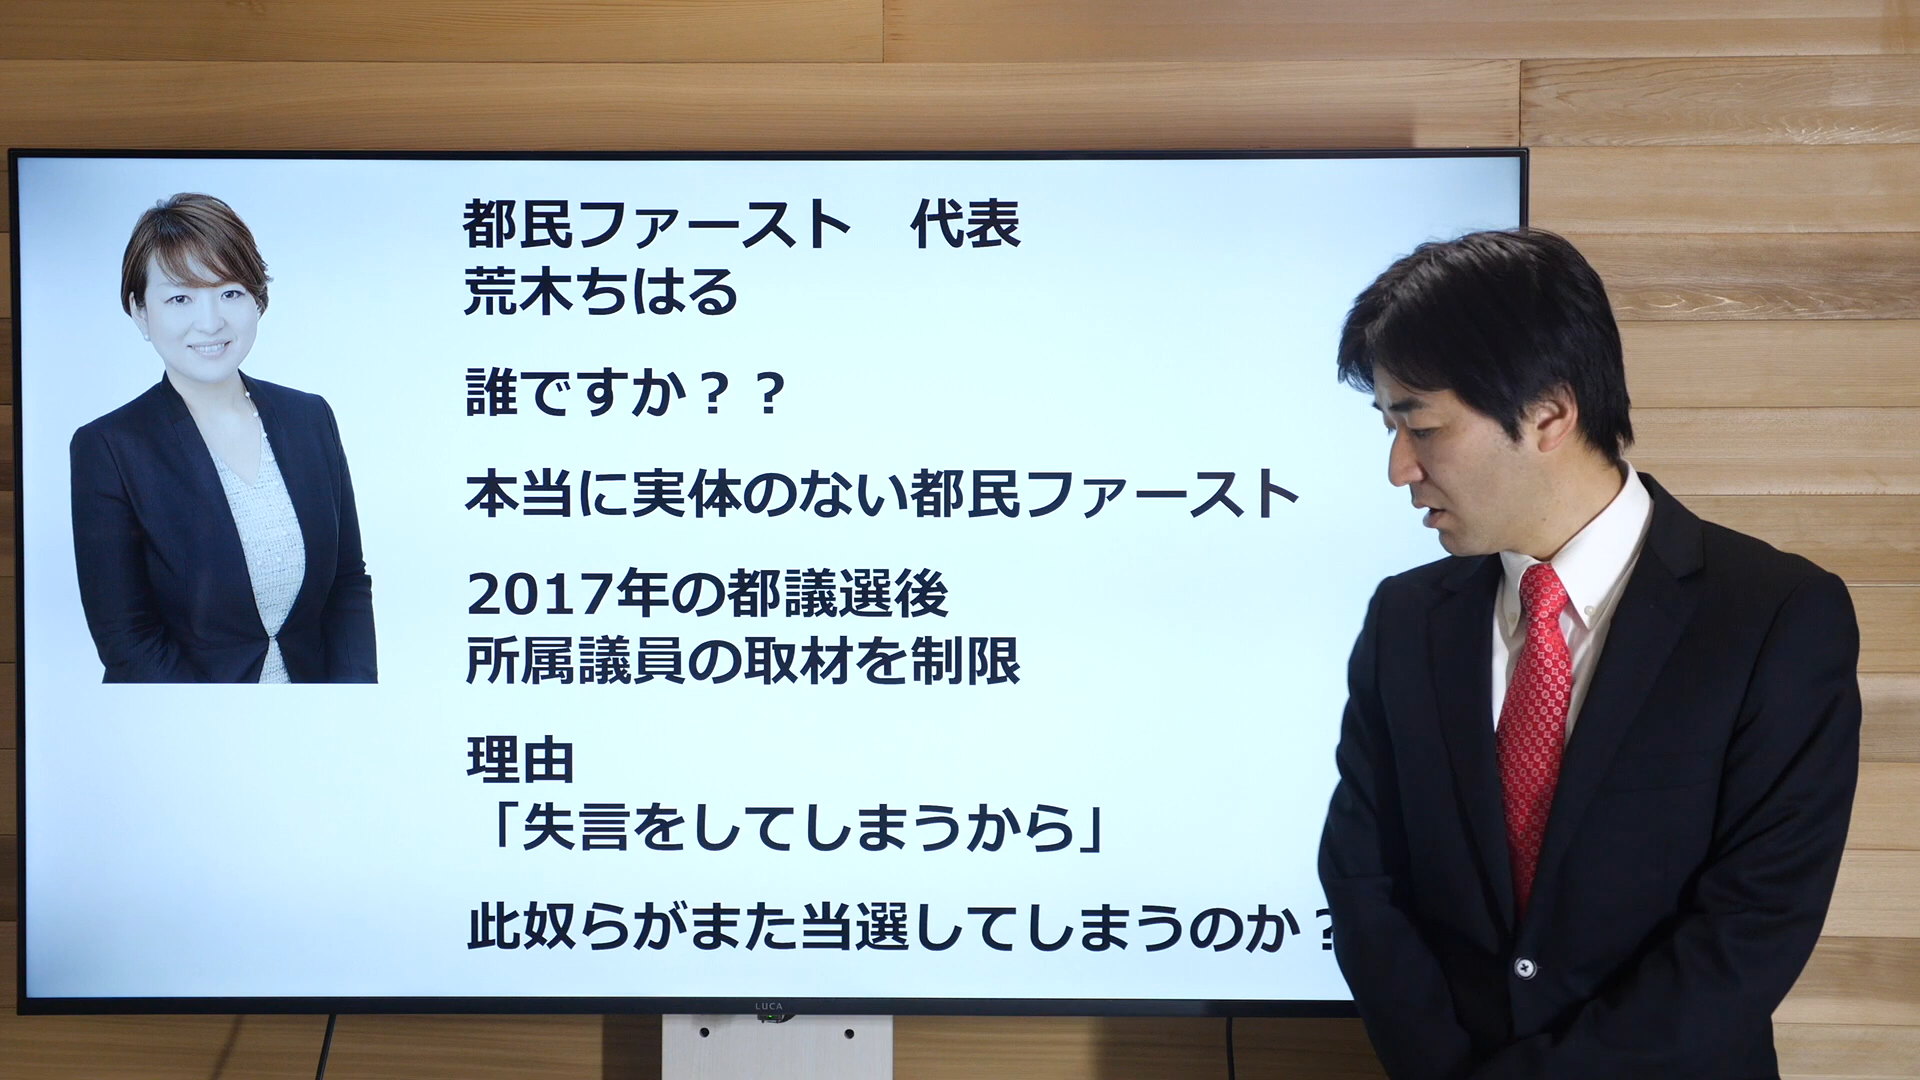 都民ファースト　代表
荒木ちはる
誰ですか？？
本当に実体のない都民ファースト
2017年の都議選後
所属議員の取材を制限
理由
「失言をしてしまうから」
此奴らがまた当選してしまうのか？
LUCA